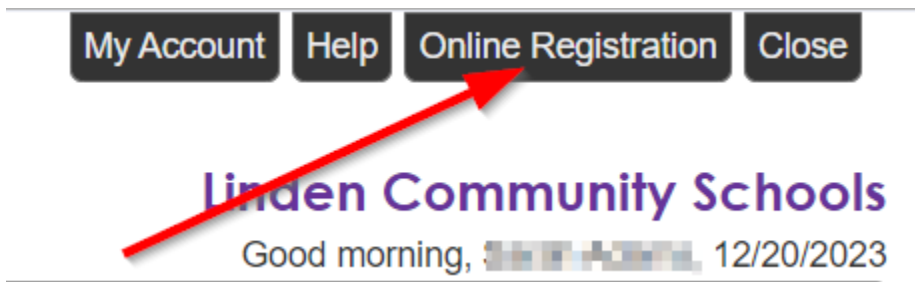 My Account Help Online Registration Close
Linden Community Schools
Good morning, 12/20/2023